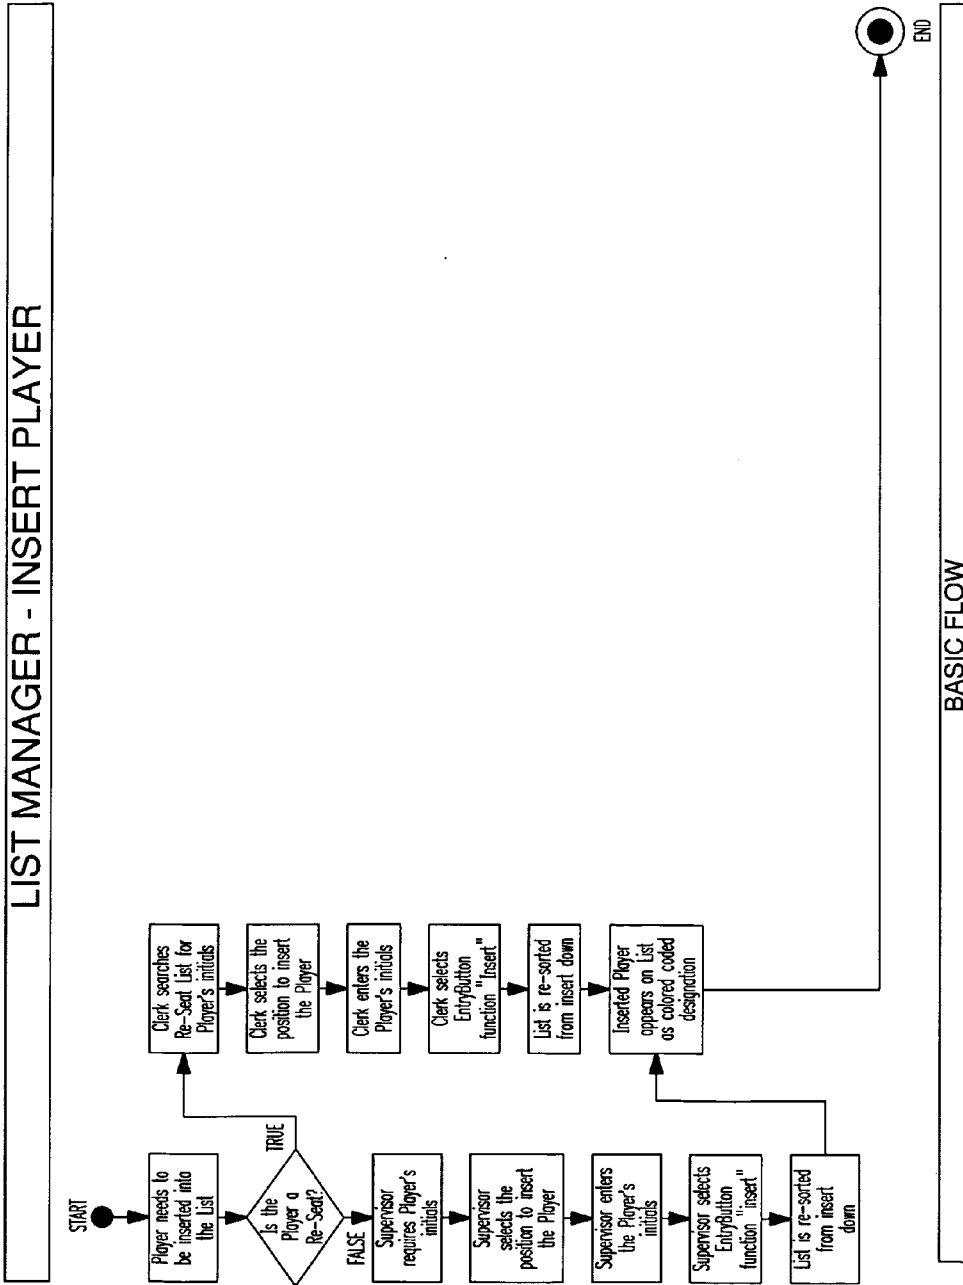 LIST MANAGER - INSERT PLAYER
START
Player needs to
be inserted into
the List
Is the
Player a
Re-Seat?
TRUE
FALSE
Supervisor
requires Player's
initials
Supervisor
selects the
position to insert
the Player
Supervisor enters
the Player's
initials
Supervisor selects
EntryButton
function "insert"
List is re-sorted
from insert
down
Clerk searches
Re-Seat List for
Player's initials
Clerk selects the
position to insert
the Player
Clerk enters the
Player's initials
Clerk selects
EntryButton
function "Insert"
List is re-sorted
from insert down
Inserted Player
appears on List
as colored coded
designation
END
BASIC FLOW